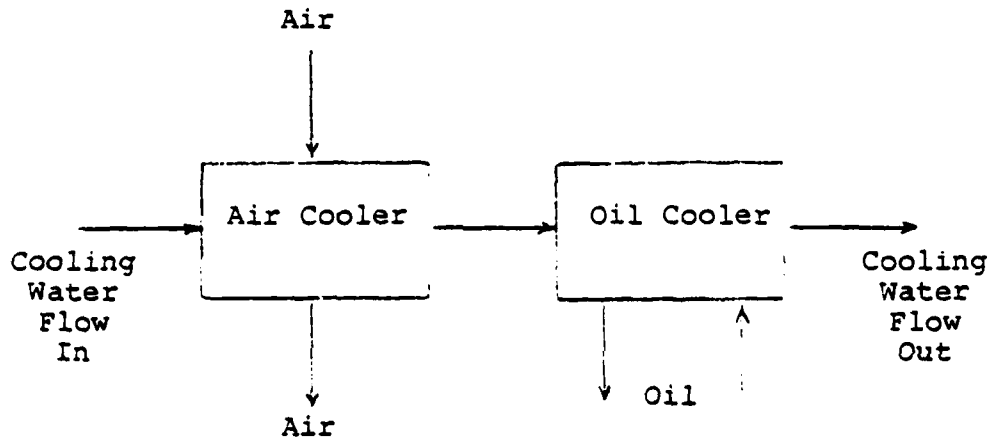 Air
Air Cooler
Oil Cooler
Cooling
Water
Flow
In
Cooling
Water
Flow
Out
Oil
Air